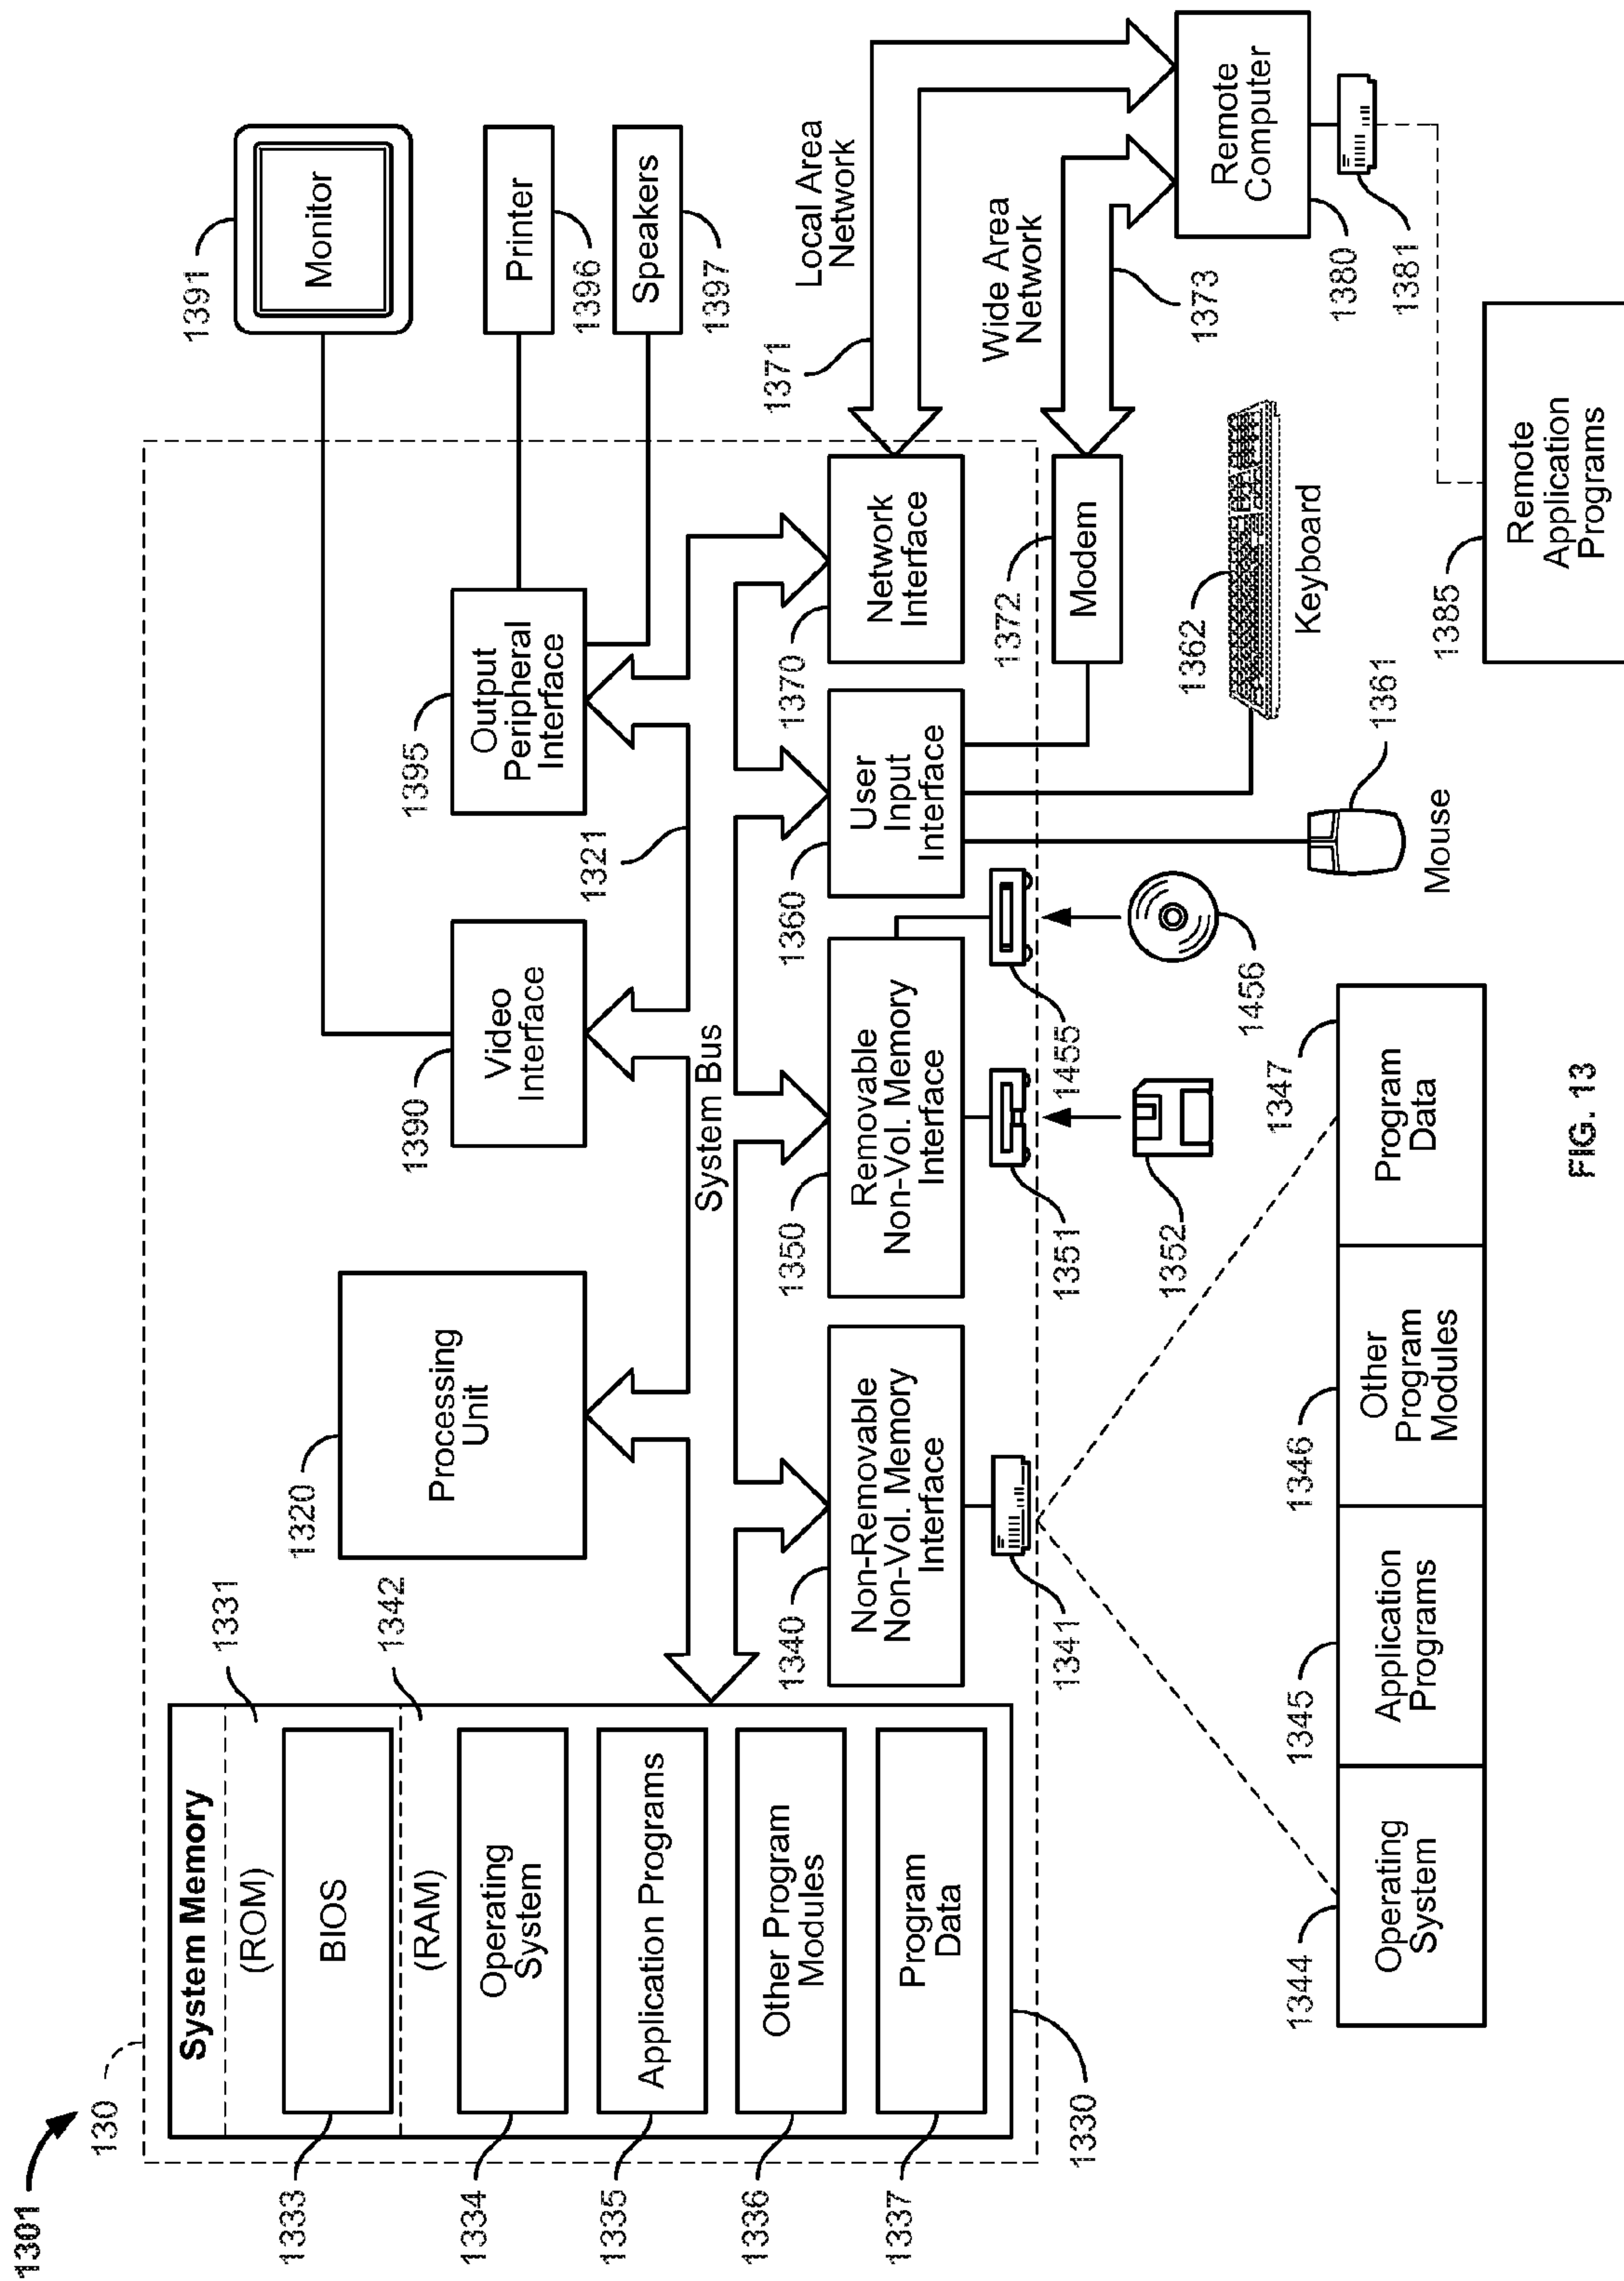 1301
130
System Memory
(ROM)
1331
BIOS
1333
(RAM)
1342
Operating
System
1334
Application Programs
1335
Other Program
Modules
1336
Program
Data
1337
1330
1320
Processing
Unit
1390
Video
Interface
1395
Output
Peripheral
Interface
1391
Monitor
Printer
1396
Speakers
1397
System Bus
1321
1340
Non-Removable
Non-Vol. Memory
Interface
1350
Removable
Non-Vol. Memory
Interface
1360
User
Input
Interface
1370
Network
Interface
1371
Local Area
Network
1341
1351
1455
1352
1456
1372
Modem
Wide Area
Network
1373
1362
Keyboard
1361
Mouse
Remote
Computer
1380
1381
1344
Operating
System
1345
Application
Programs
1346
Other
Program
Modules
1347
Program
Data
1385
Remote
Application
Programs
FIG. 13